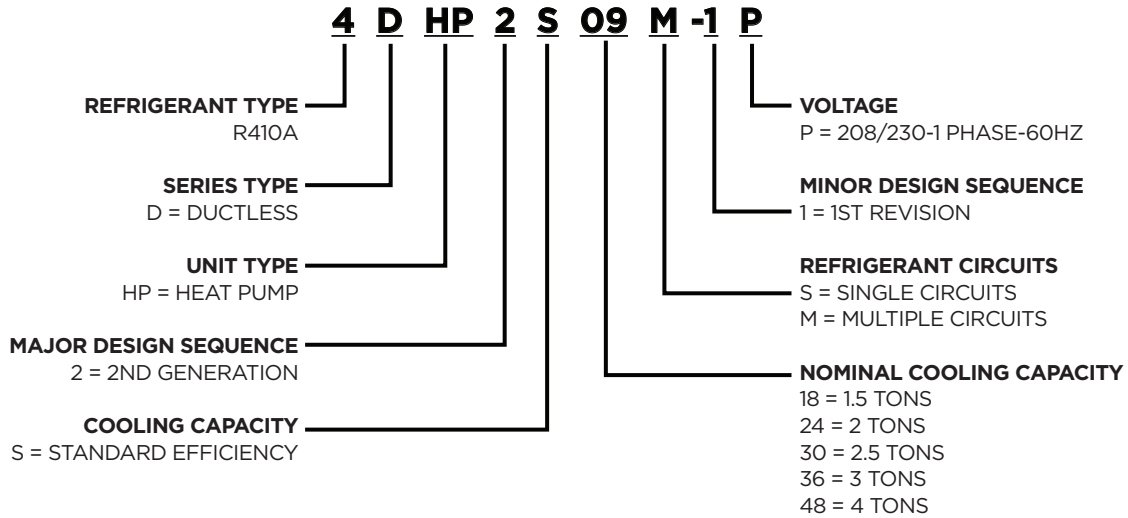 4 D HP 2 S 09 M -1 P
REFRIGERANT TYPE
R410A
SERIES TYPE
D = DUCTLESS
UNIT TYPE
HP = HEAT PUMP
MAJOR DESIGN SEQUENCE
2 = 2ND GENERATION
COOLING CAPACITY
S = STANDARD EFFICIENCY
VOLTAGE
P = 208/230-1 PHASE-60HZ
MINOR DESIGN SEQUENCE
1 = 1ST REVISION
REFRIGERANT CIRCUITS
S = SINGLE CIRCUITS
M = MULTIPLE CIRCUITS
NOMINAL COOLING CAPACITY
18 = 1.5 TONS
24 = 2 TONS
30 = 2.5 TONS
36 = 3 TONS
48 = 4 TONS